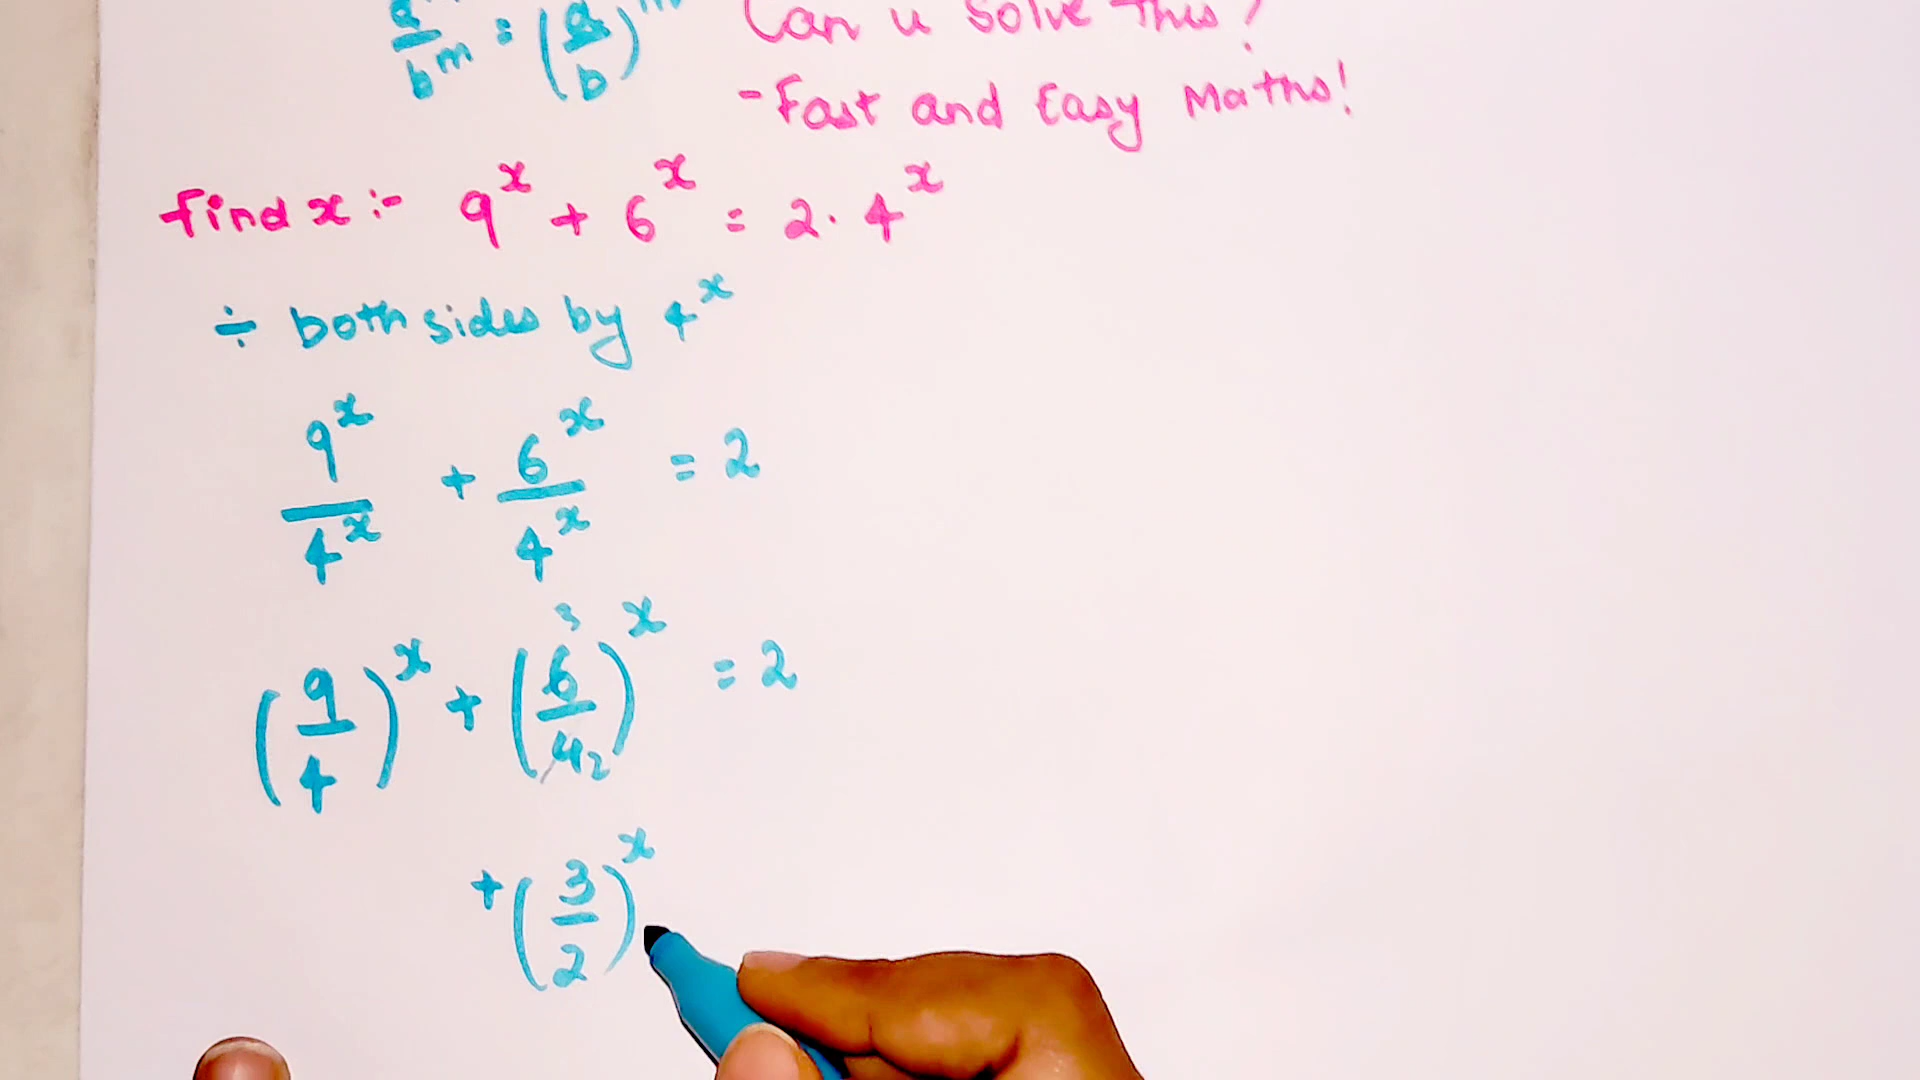 a/b^m = (a/b)^m
Can u solve this?
-Fast and Easy Maths!
Find x :- 9^x + 6^x = 2 . 4^x
÷ both sides by 4^x
9^x/4^x + 6^x/4^x = 2
(9/4)^x + (6/4)^x = 2
3
2
+ (3/2)^x